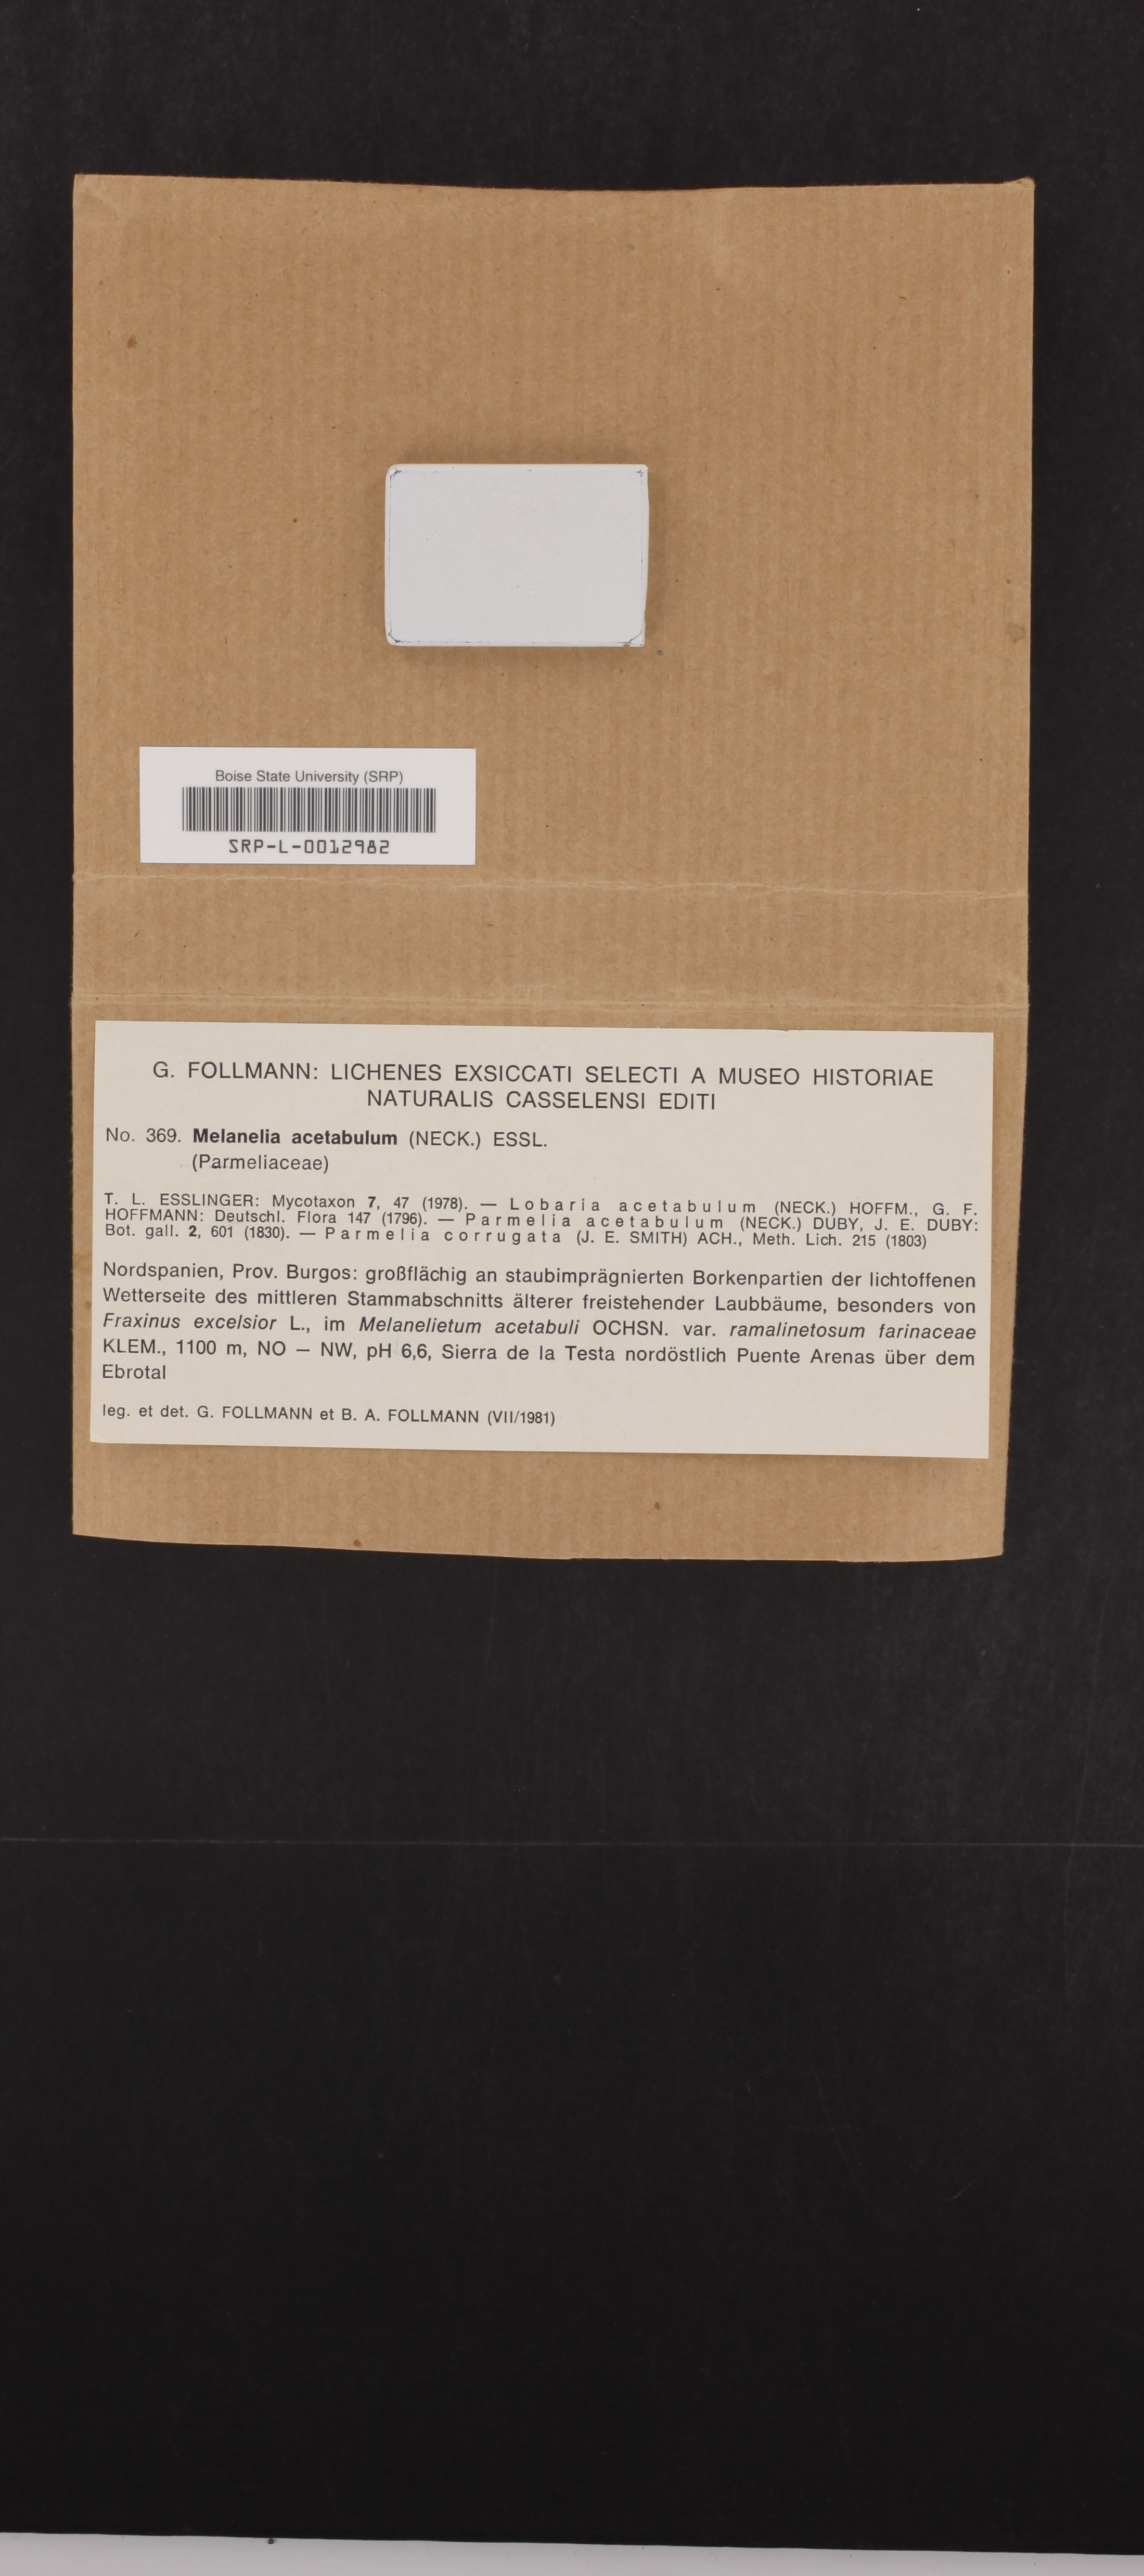 Boise State University (SRP)
SRP-L-0012982
G. FOLLMANN: LICHENES EXSICCATI SELECTI A MUSEO HISTORIAE
NATURALIS CASSELENSI EDITI
No. 369. Melanelia acetabulum (NECK.) ESSL.
(Parmeliaceae)
T. L. ESSLINGER: Mycotaxon 7, 47 (1978). — Lobaria acetabulum (NECK.) HOFFM., G. F.
HOFFMANN: Deutschl. Flora 147 (1796). — Parmelia acetabulum (NECK.) DUBY, J. E. DUBY:
Bot. gall. 2, 601 (1830). — Parmelia corrugata (J. E. SMITH) ACH., Meth. Lich. 215 (1803)
Nordspanien, Prov. Burgos: großflächig an staubimprägnierten Borkenpartien der lichtoffenen
Wetterseite des mittleren Stammabschnitts älterer freistehender Laubbäume, besonders von
Fraxinus excelsior L., im Melanelietum acetabuli OCHSN. var. ramalinetosum farinaceae
KLEM., 1100 m, NO — NW, pH 6,6, Sierra de la Testa nordöstlich Puente Arenas über dem
Ebrotal
leg. et det. G. FOLLMANN et B. A. FOLLMANN (VII/1981)